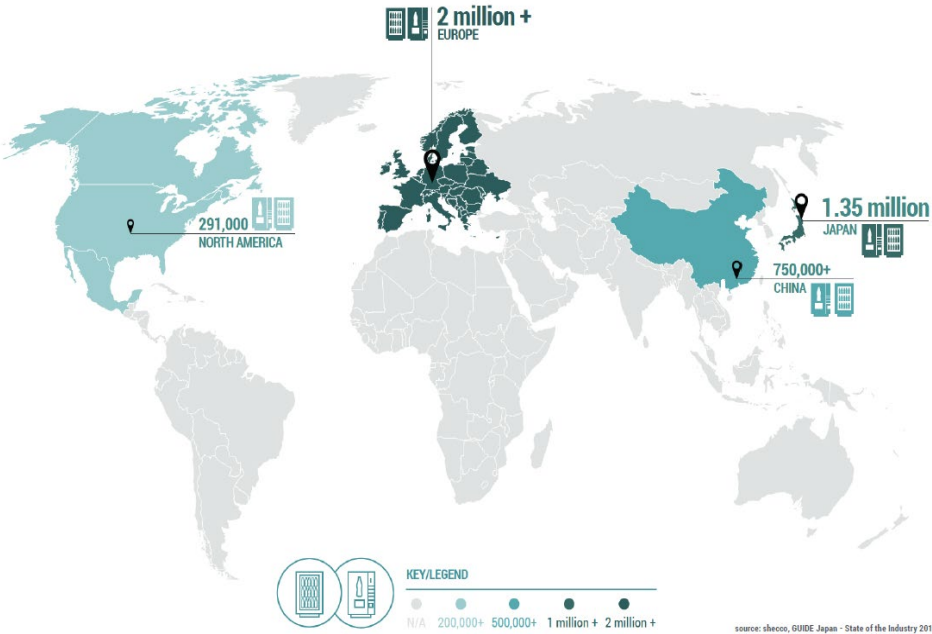 2 million +
EUROPE
291,000
NORTH AMERICA
1.35 million
JAPAN
750,000+
CHINA
KEY/LEGEND
N/A 200,000+ 500,000+ 1 million + 2 million +
source: shecco, GUIDE Japan - State of the Industry 201